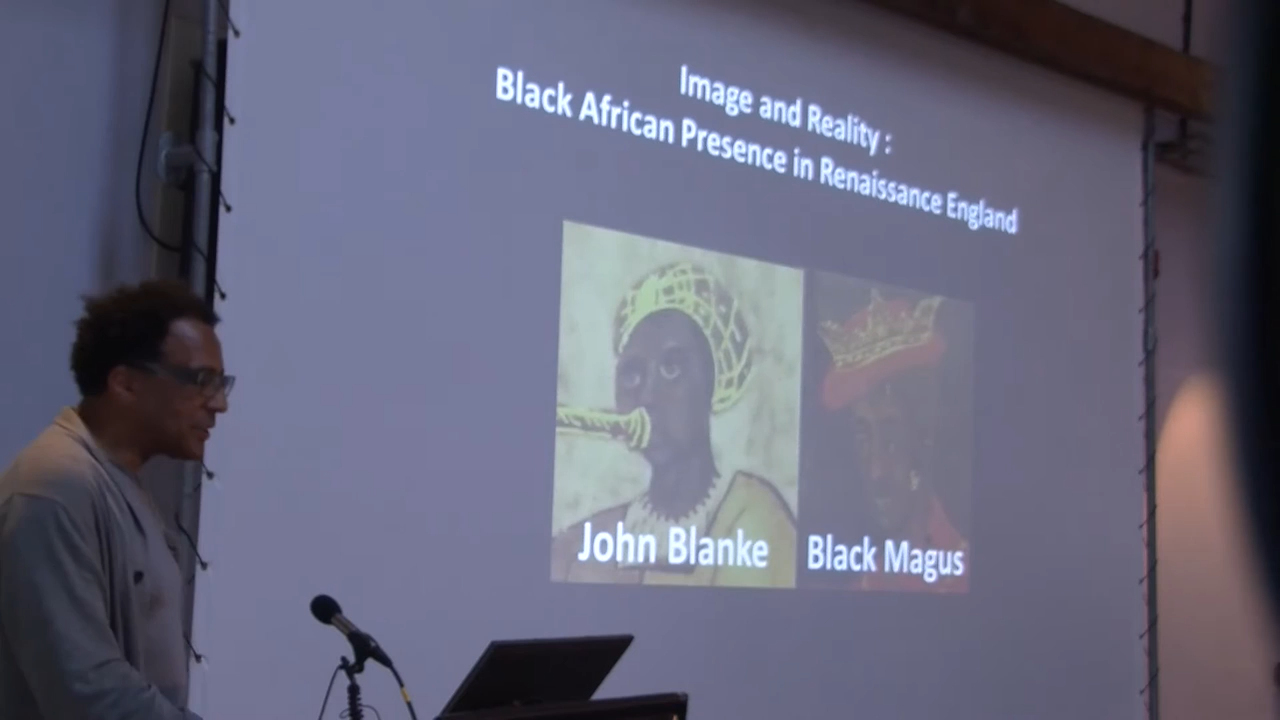 Image and Reality :
Black African Presence in Renaissance England
John Blanke
Black Magus